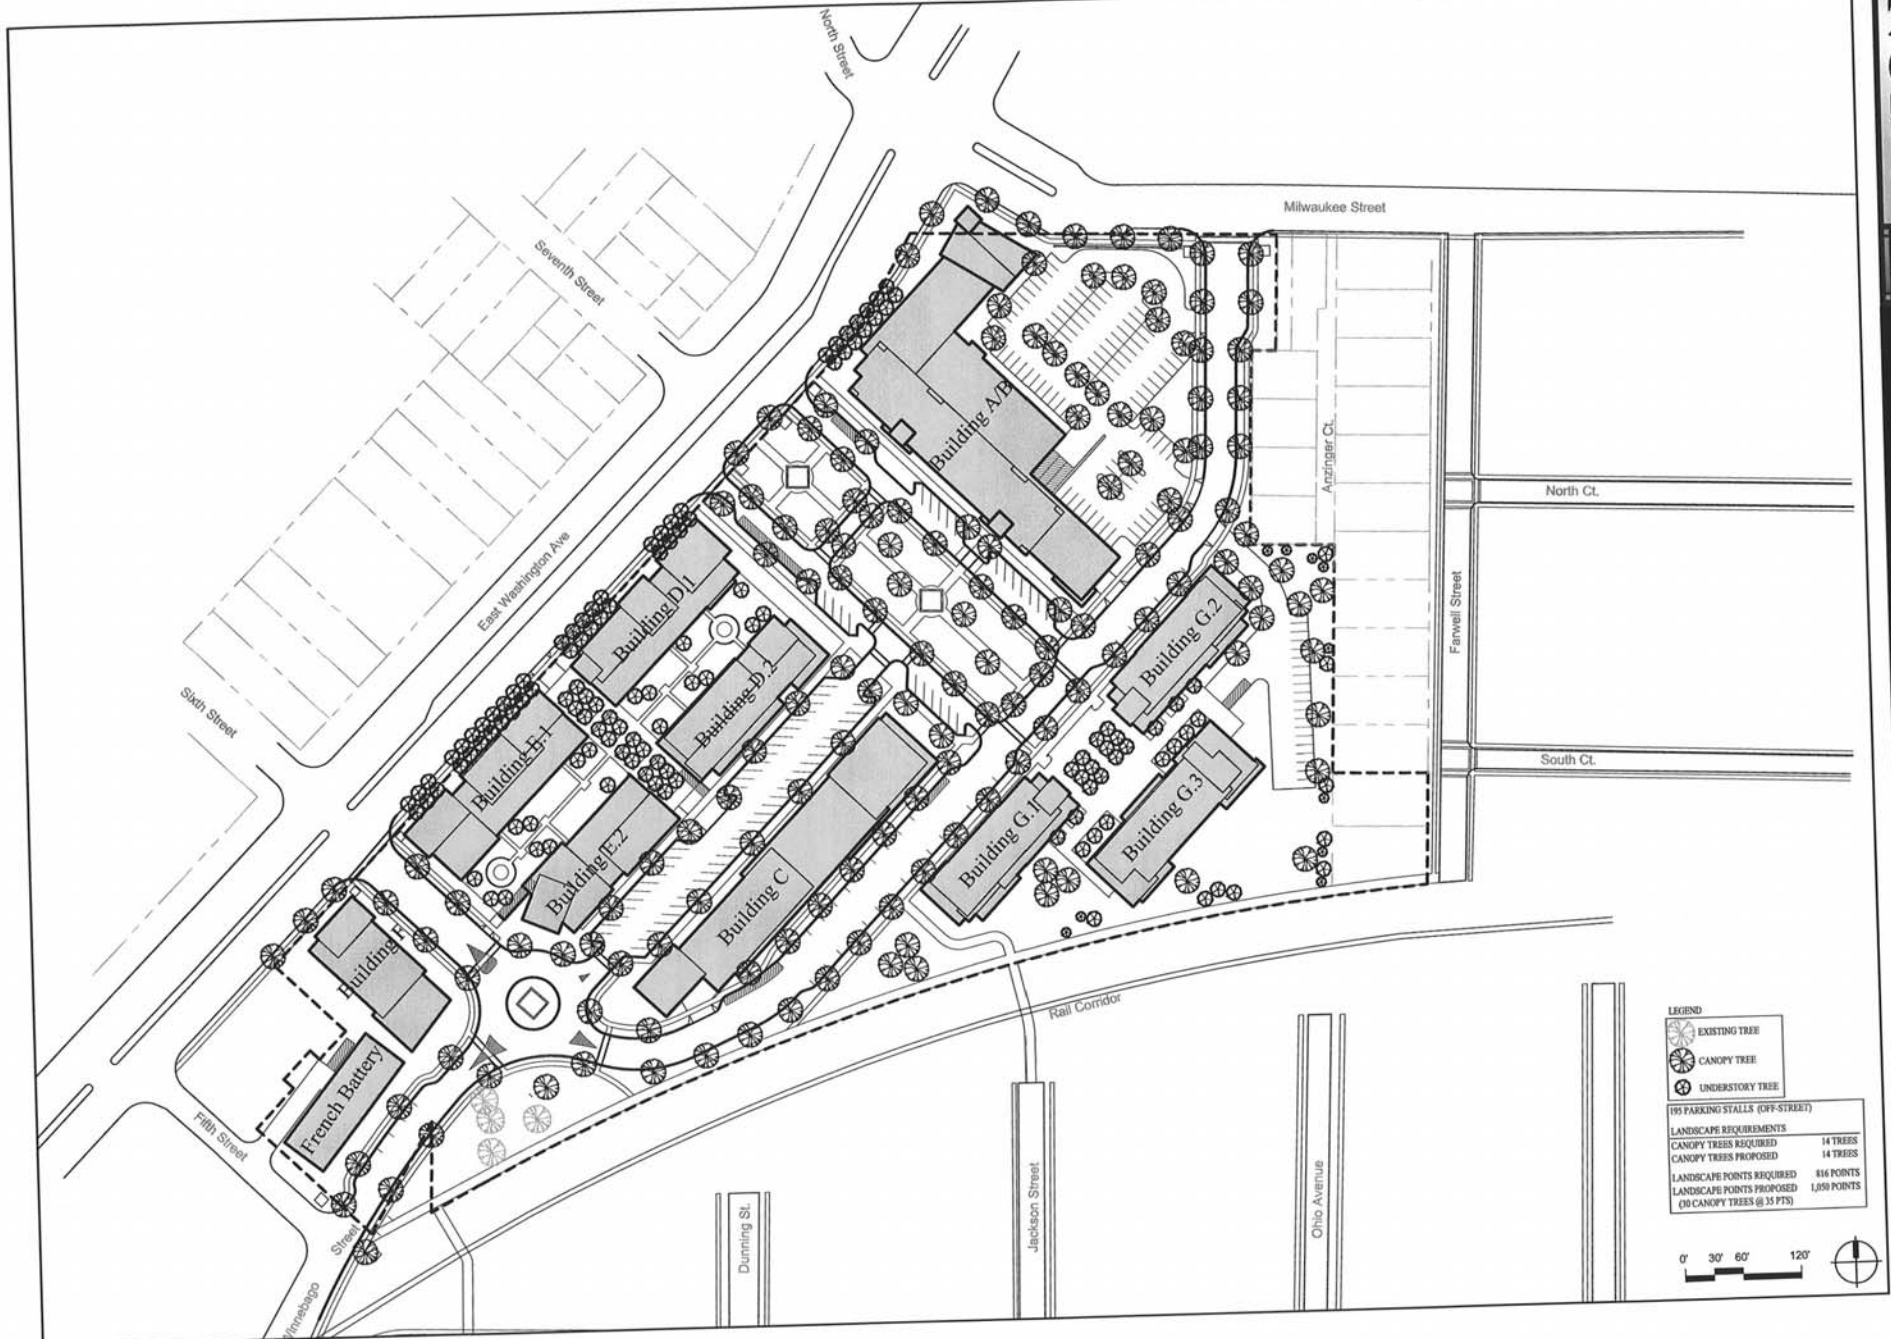 North Street
Milwaukee Street
Seventh Street
Building A/B
Anzinger Ct.
North Ct.
East Washington Ave
Building D.1
Building G.2
Farwell Street
Building D.2
Sixth Street
Building E.1
South Ct.
Building G.1
Building G.3
Building E.2
Building C
Building F
Rail Corridor
French Battery
Fifth Street
Street
Winnebago
Dunning St.
Jackson Street
Ohio Avenue
LEGEND
EXISTING TREE
CANOPY TREE
UNDERSTORY TREE
195 PARKING STALLS (OFF-STREET)
LANDSCAPE REQUIREMENTS
CANOPY TREES REQUIRED 14 TREES
CANOPY TREES PROPOSED 14 TREES
LANDSCAPE POINTS REQUIRED 816 POINTS
LANDSCAPE POINTS PROPOSED 1,050 POINTS
(30 CANOPY TREES @ 35 PTS)
0' 30' 60' 120'